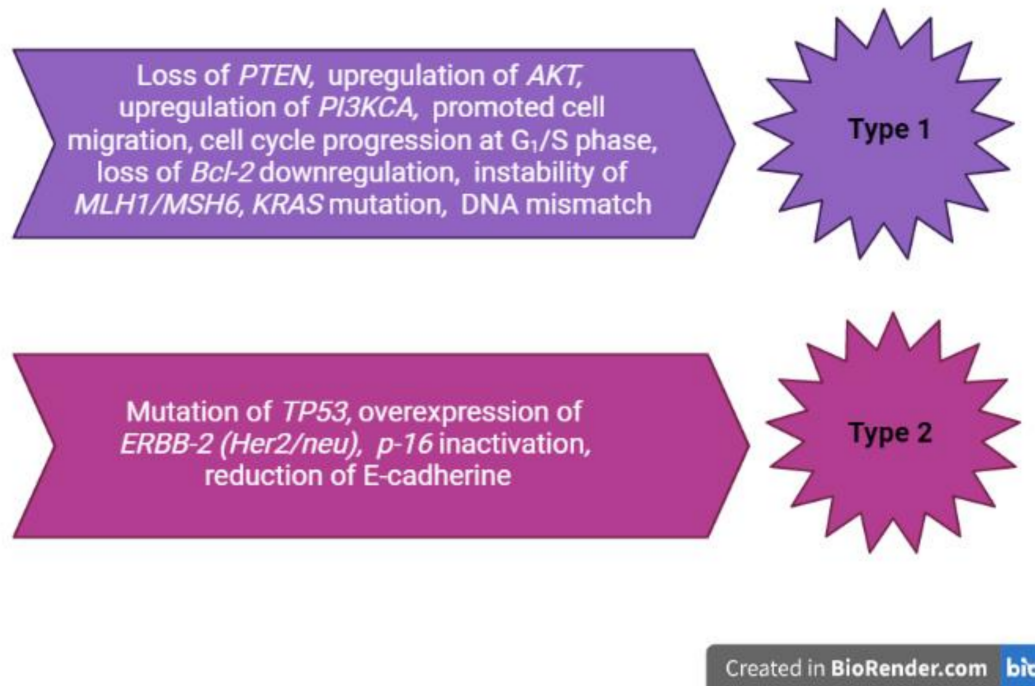 Loss of PTEN, upregulation of AKT,
upregulation of PI3KCA, promoted cell
migration, cell cycle progression at G₁/S phase,
loss of Bcl-2 downregulation, instability of
MLH1/MSH6, KRAS mutation, DNA mismatch
Type 1
Mutation of TP53, overexpression of
ERBB-2 (Her2/neu), p-16 inactivation,
reduction of E-cadherine
Type 2
Created in BioRender.com